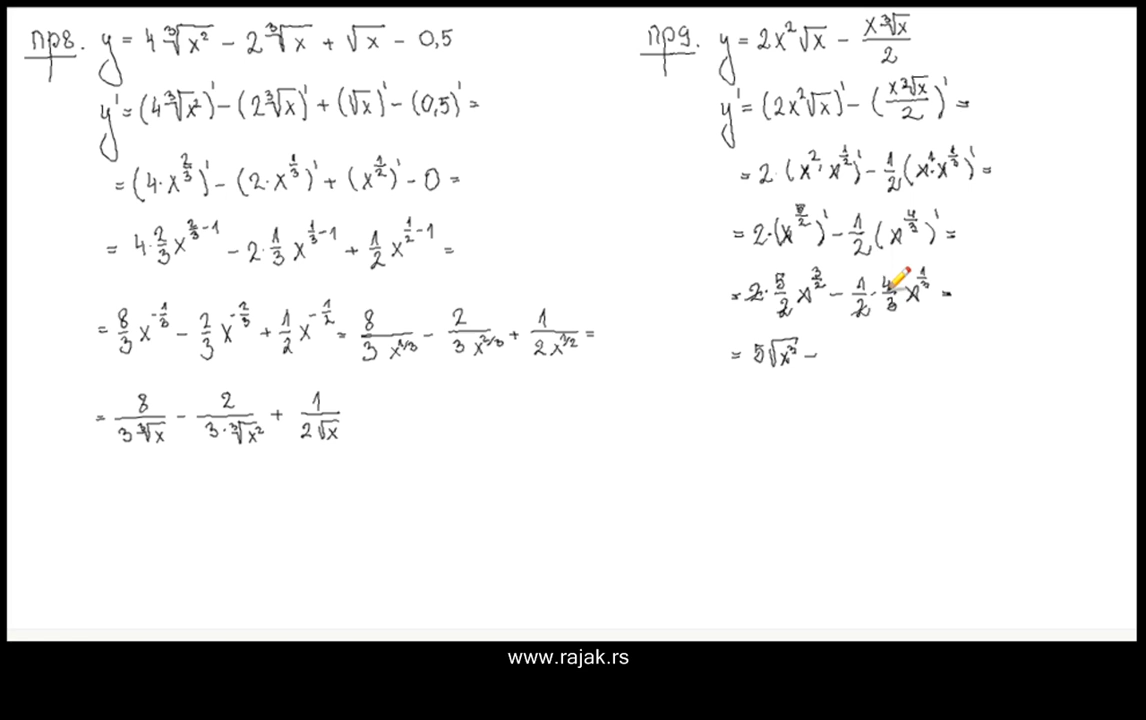 пр8. y = 4∛x² − 2∛x + √x − 0,5
y' = (4∛x²)' − (2∛x)' + (√x)' − (0,5)' =
= (4·x^(2/3))' − (2·x^(1/3))' + (x^(1/2))' − 0 =
= 4·2/3 x^(2/3−1) − 2·1/3 x^(1/3−1) + 1/2 x^(1/2−1) =
= 8/3 x^(−1/3) − 2/3 x^(−2/3) + 1/2 x^(−1/2) = 8/(3 x^(1/3)) − 2/(3 x^(2/3)) + 1/(2 x^(1/2)) =
= 8/(3∛x) − 2/(3·∛x²) + 1/(2√x)
пр9. y = 2x²√x − x∛x/2
y' = (2x²√x)' − (x∛x/2)' =
= 2·(x²·x^(1/2))' − 1/2 (x¹·x^(1/3))' =
= 2·(x^(5/2))' − 1/2 (x^(4/3))' =
= 2·5/2 x^(3/2) − 1/2·4/3 x^(1/3) =
= 5√x³ −
www.rajak.rs